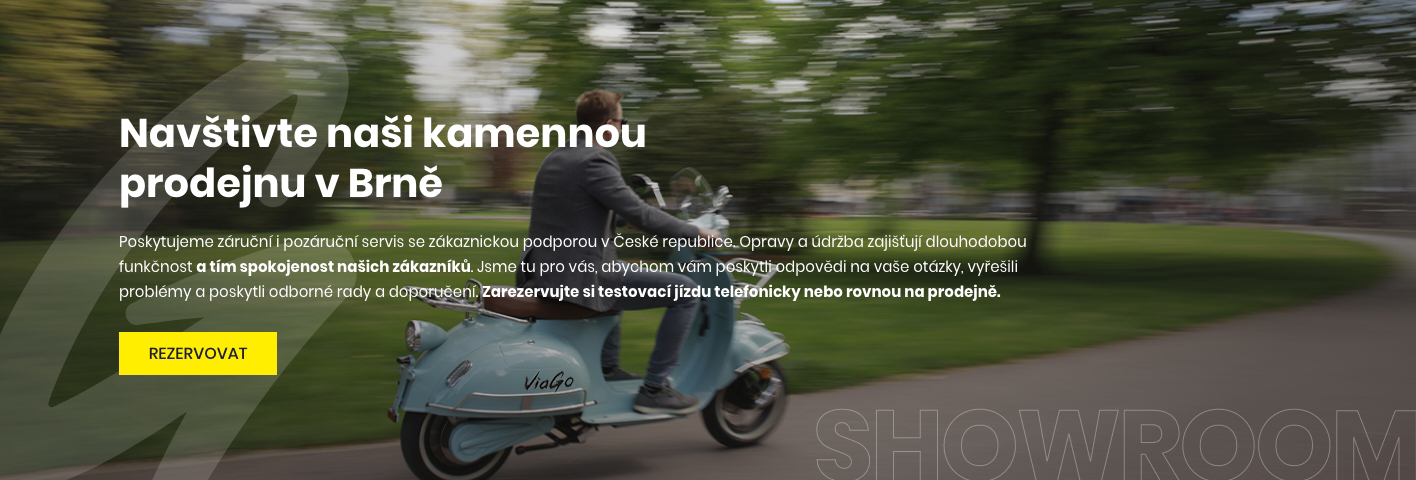 Navštivte naši kamennou
prodejnu v Brně
Poskytujeme záruční i pozáruční servis se zákaznickou podporou v České republice. Opravy a údržba zajišťují dlouhodobou
funkčnost a tím spokojenost našich zákazníků. Jsme tu pro vás, abychom vám poskytli odpovědi na vaše otázky, vyřešili
problémy a poskytli odborné rady a doporučení. Zarezervujte si testovací jízdu telefonicky nebo rovnou na prodejně.
REZERVOVAT
ViaGo
SHOWROOM